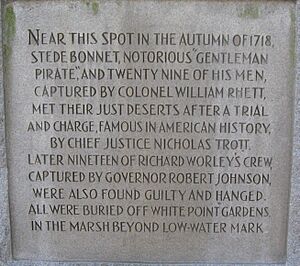 NEAR THIS SPOT IN THE AUTUMN OF 1718,
STEDE BONNET, NOTORIOUS "GENTLEMAN
PIRATE," AND TWENTY NINE OF HIS MEN,
CAPTURED BY COLONEL WILLIAM RHETT,
MET THEIR JUST DESERTS AFTER A TRIAL
AND CHARGE, FAMOUS IN AMERICAN HISTORY,
BY CHIEF JUSTICE NICHOLAS TROTT.
LATER NINETEEN OF RICHARD WORLEY'S CREW,
CAPTURED BY GOVERNOR ROBERT JOHNSON,
WERE ALSO FOUND GUILTY AND HANGED.
ALL WERE BURIED OFF WHITE POINT GARDENS,
IN THE MARSH BEYOND LOW-WATER MARK.